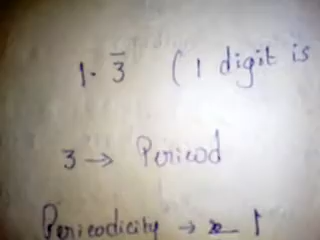 1. 3̅ ( 1 digit is
3 → Period
Periodicity → 1